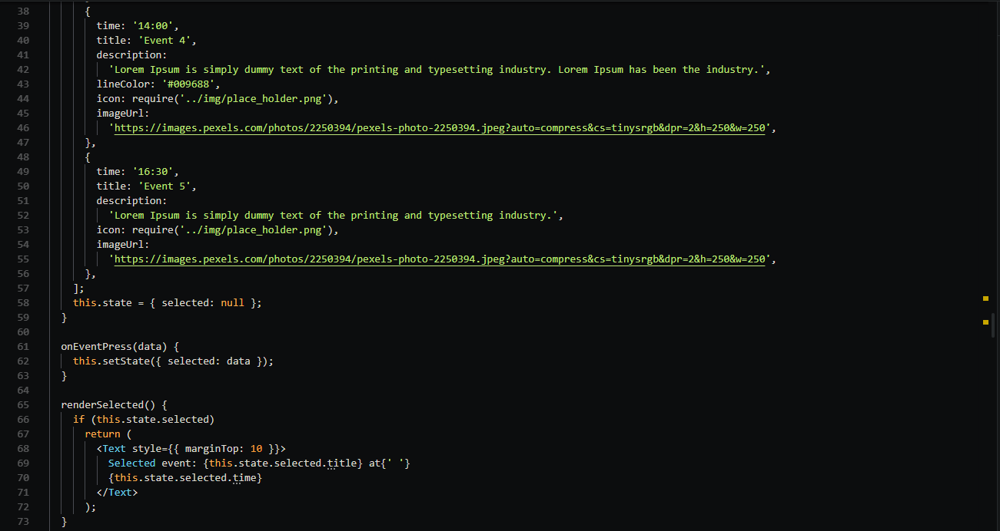 38 {
39 time: '14:00',
40 title: 'Event 4',
41 description:
42 'Lorem Ipsum is simply dummy text of the printing and typesetting industry. Lorem Ipsum has been the industry.',
43 lineColor: '#009688',
44 icon: require('../img/place_holder.png'),
45 imageUrl:
46 'https://images.pexels.com/photos/2250394/pexels-photo-2250394.jpeg?auto=compress&cs=tinysrgb&dpr=2&h=250&w=250',
47 },
48 {
49 time: '16:30',
50 title: 'Event 5',
51 description:
52 'Lorem Ipsum is simply dummy text of the printing and typesetting industry.',
53 icon: require('../img/place_holder.png'),
54 imageUrl:
55 'https://images.pexels.com/photos/2250394/pexels-photo-2250394.jpeg?auto=compress&cs=tinysrgb&dpr=2&h=250&w=250',
56 },
57 ];
58 this.state = { selected: null };
59 }
60
61 onEventPress(data) {
62 this.setState({ selected: data });
63 }
64
65 renderSelected() {
66 if (this.state.selected)
67 return (
68 <Text style={{ marginTop: 10 }}>
69 Selected event: {this.state.selected.title} at{' '}
70 {this.state.selected.time}
71 </Text>
72 );
73 }